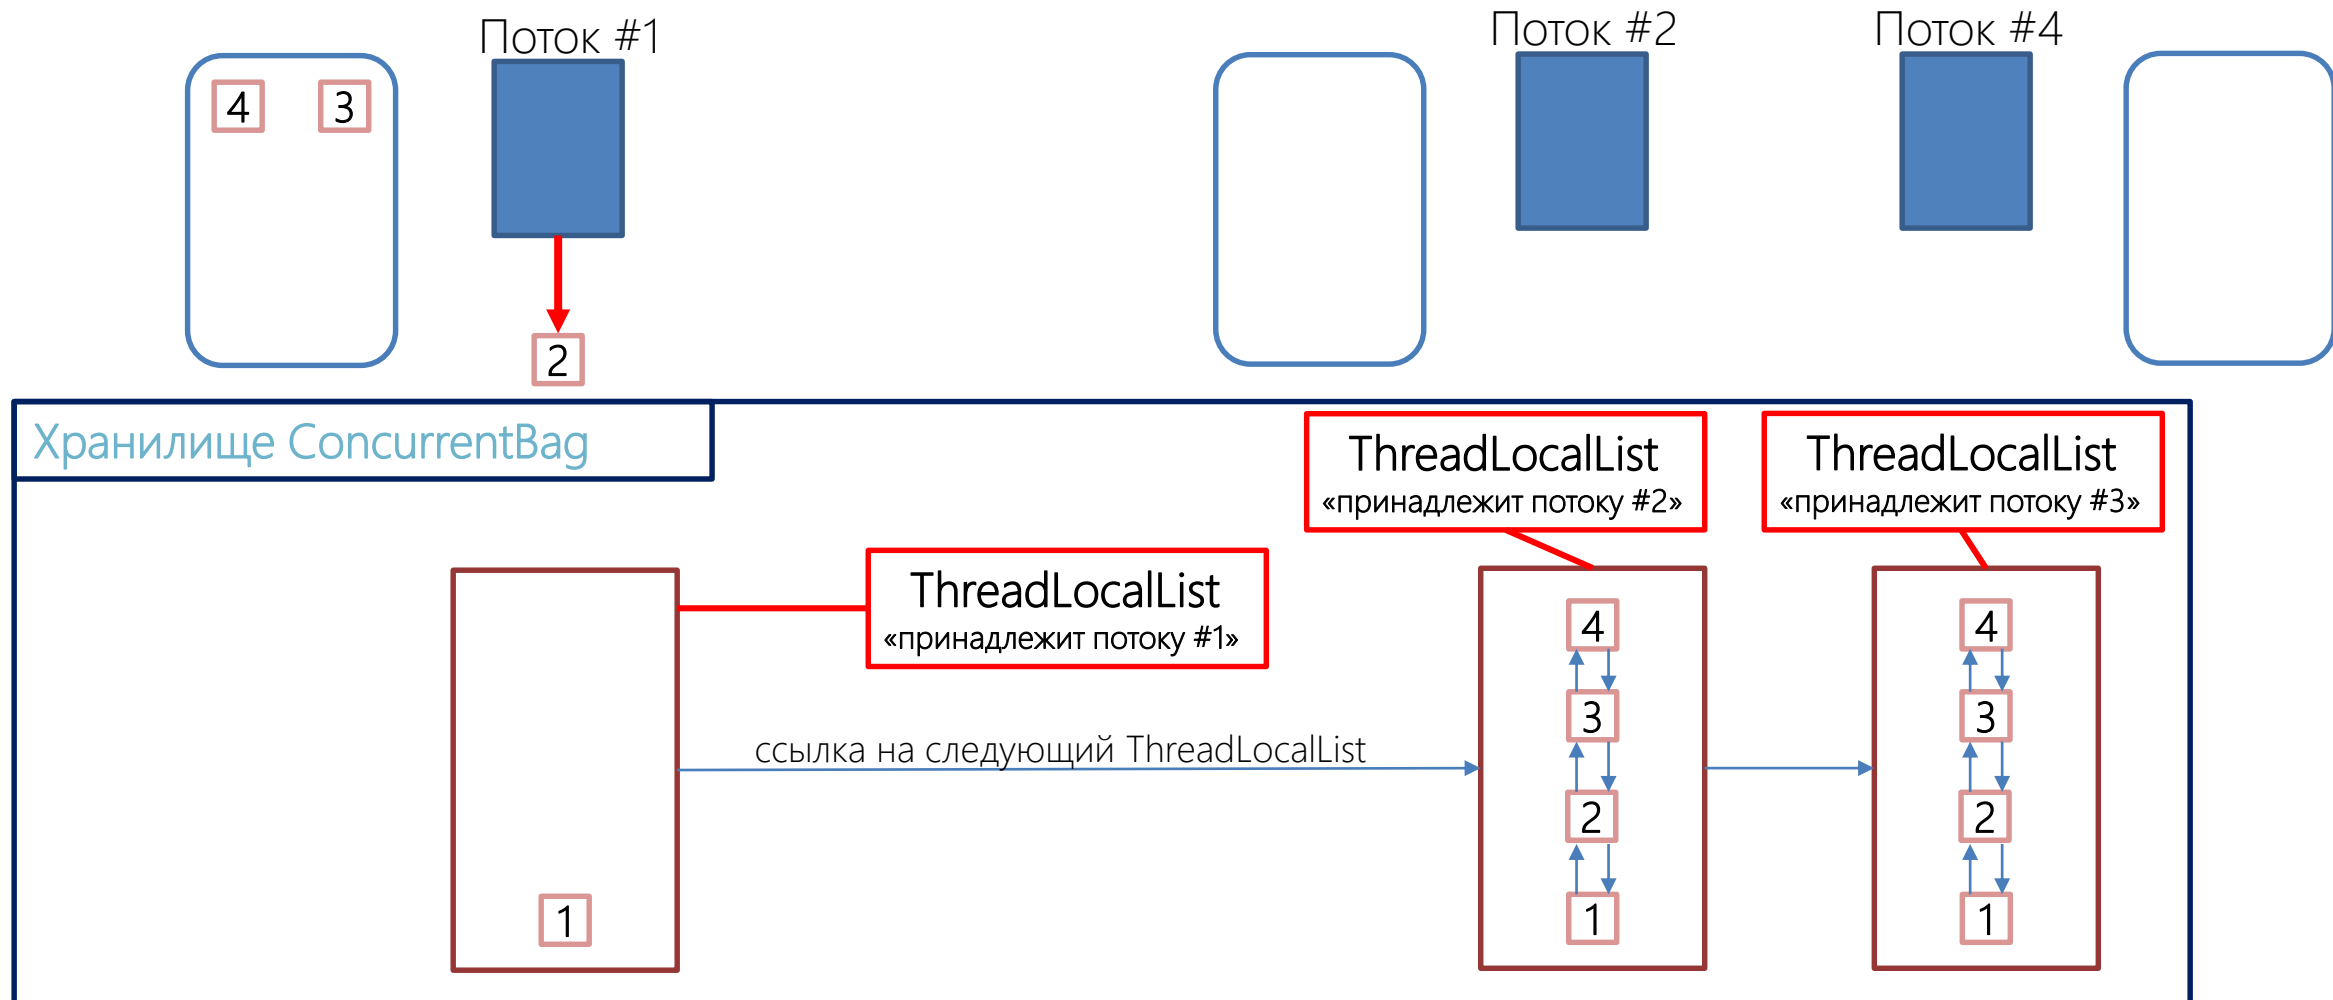 Поток #1
Поток #2
Поток #4
4 3
2
Хранилище ConcurrentBag
ThreadLocalList
«принадлежит потоку #2»
ThreadLocalList
«принадлежит потоку #3»
ThreadLocalList
«принадлежит потоку #1»
ссылка на следующий ThreadLocalList
1
4
3
2
1
4
3
2
1